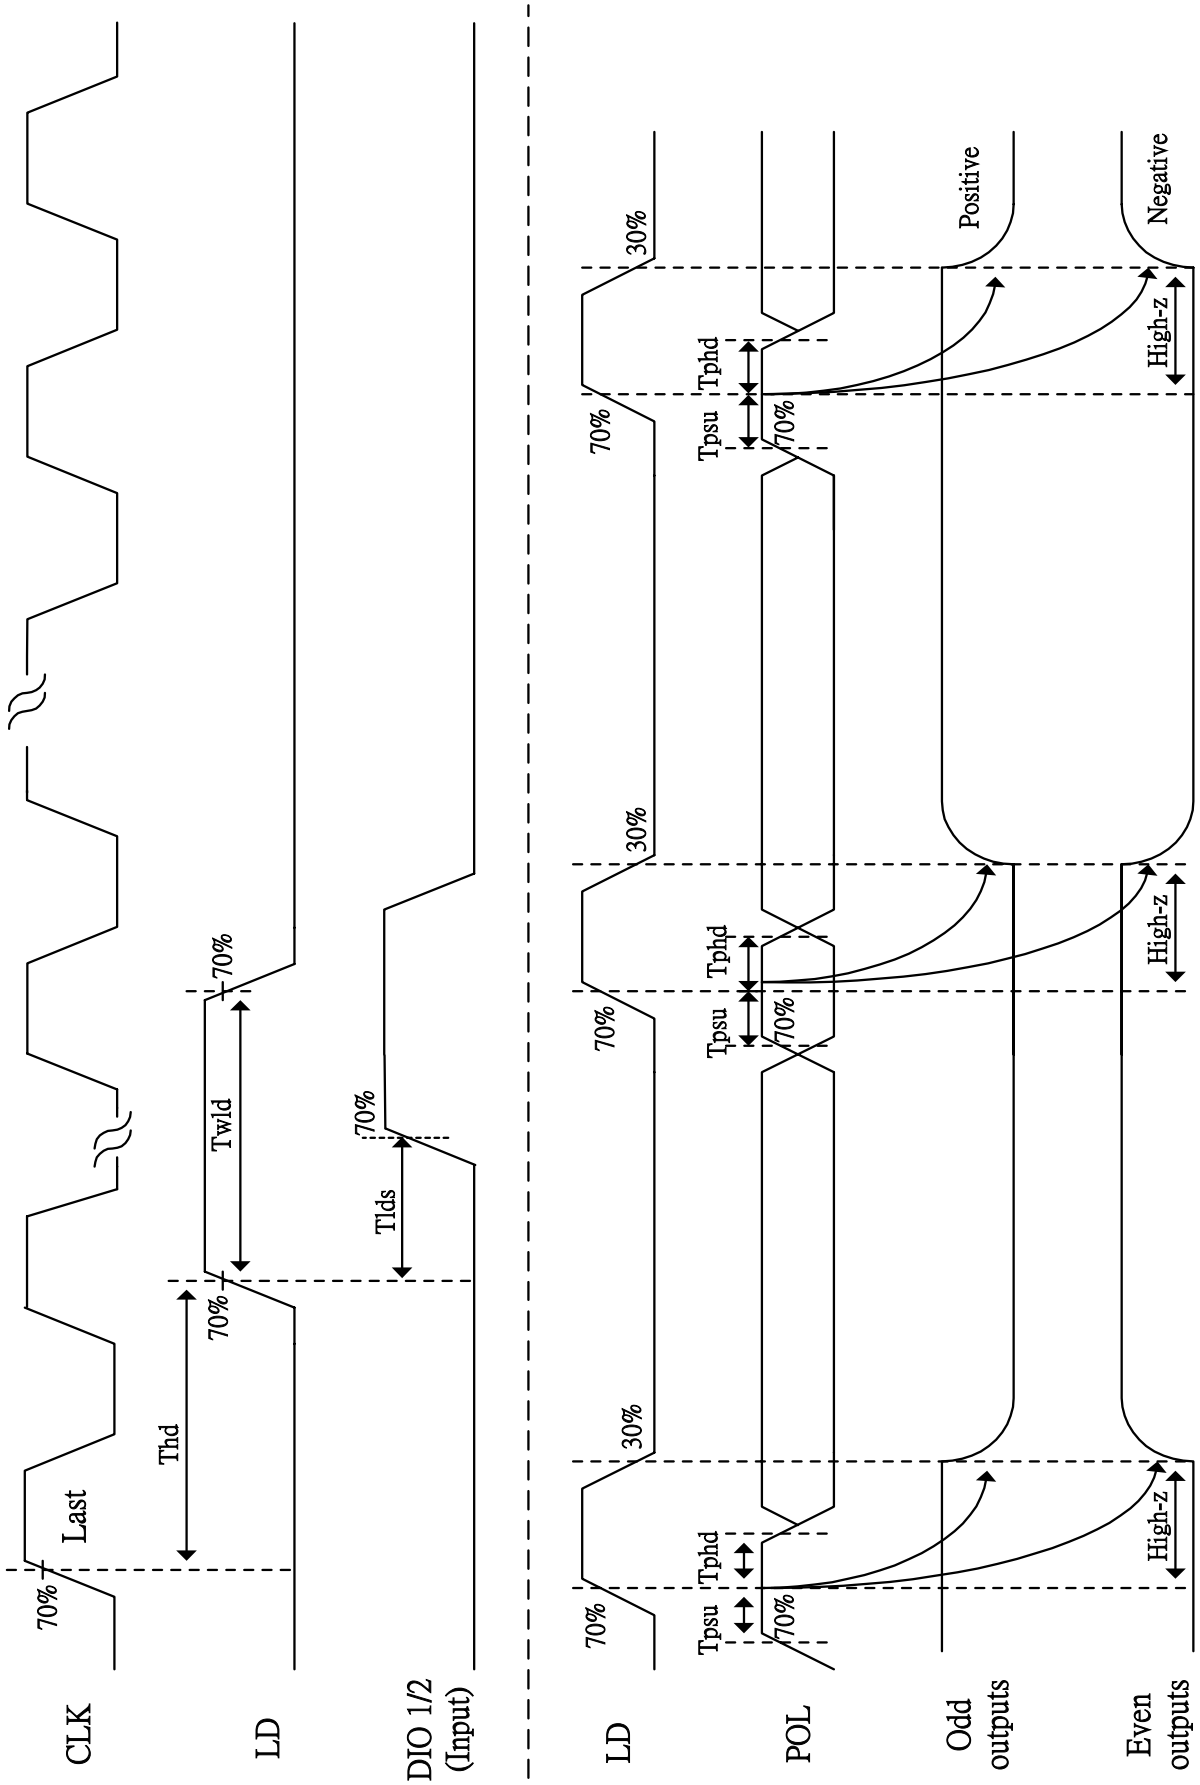 CLK
70%
Last
Thd
LD
70%
Twld
70%
DIO 1/2
(Input)
Tlds
70%
LD
70%
30%
70%
30%
70%
30%
POL
Tpsu
Tphd
70%
Tpsu
Tphd
70%
Tpsu
Tphd
70%
Odd
outputs
Positive
Even
outputs
High-z
High-z
High-z
Negative